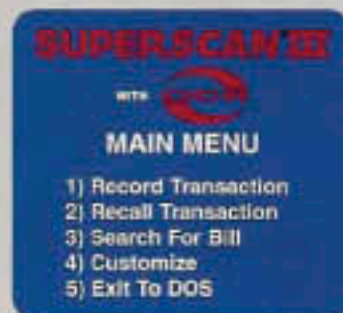 SUPERSCAN III
WITH
MAIN MENU
1) Record Transaction
2) Recall Transaction
3) Search For Bill
4) Customize
5) Exit To DOS